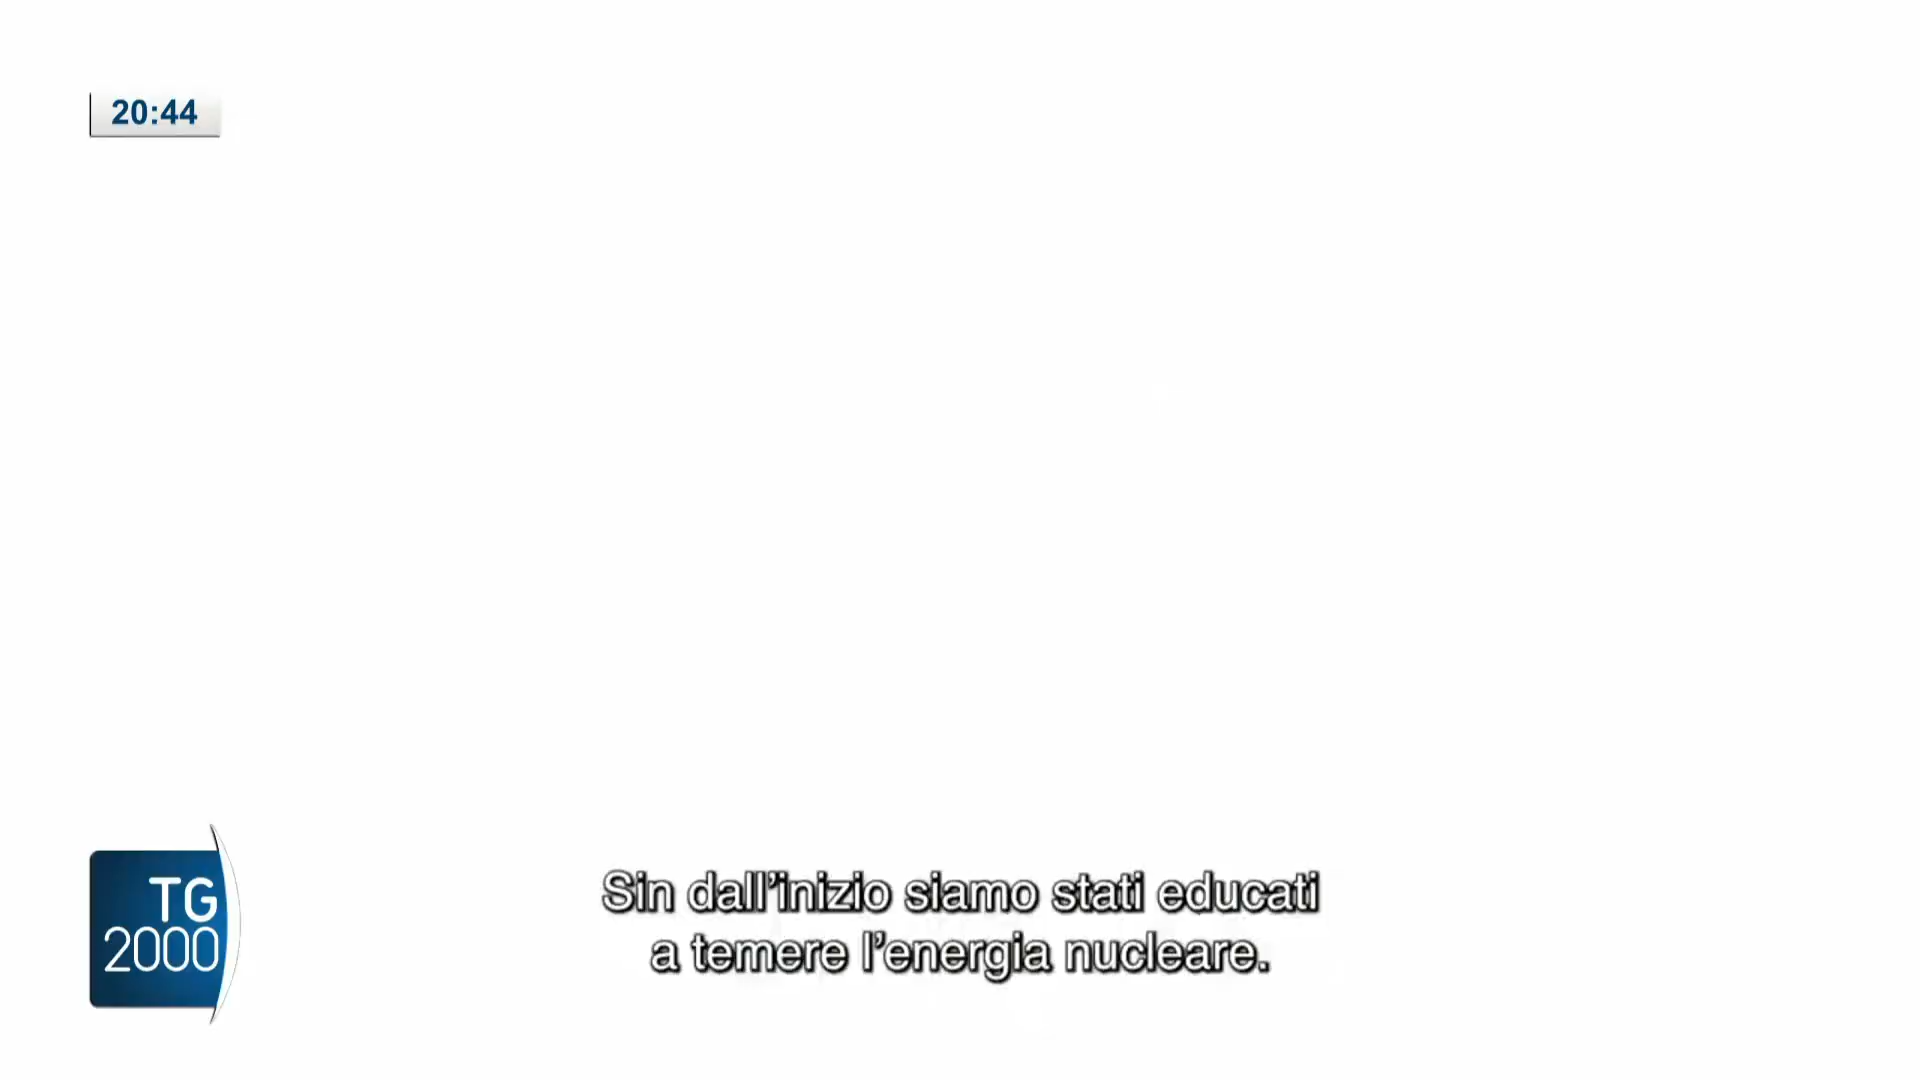 20:44
TG
2000
Sin dall'inizio siamo stati educati
a temere l'energia nucleare.